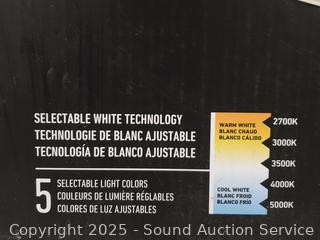 SELECTABLE WHITE TECHNOLOGY
TECHNOLOGIE DE BLANC AJUSTABLE
TECNOLOGÍA DE BLANCO AJUSTABLE
5
SELECTABLE LIGHT COLORS
COULEURS DE LUMIÈRE RÉGLABLES
COLORES DE LUZ AJUSTABLES
WARM WHITE
BLANC CHAUD
BLANCO CÁLIDO
COOL WHITE
BLANC FROID
BLANCO FRÍO
2700K
3000K
3500K
4000K
5000K
Copyright 2025 - Sound Auction Service